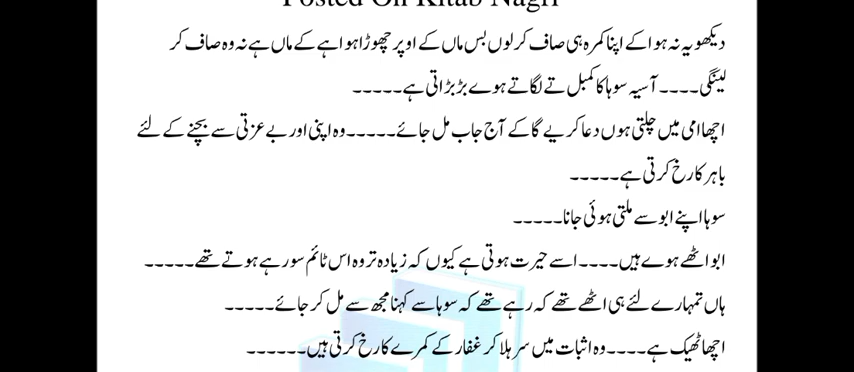 Posted On Kitab Nagri
دیکھو یہ نہ ہوا کے اپنا کمرہ ہی صاف کر لوں بس ماں کے اوپر چھوڑا ہوا ہے کے ماں ہے نہ وہ صاف کر
لینگی۔۔۔۔ آسیہ سوہا کا کمبل تے لگاتے ہوے بڑبڑاتی ہے۔۔۔۔۔
اچھا امی میں چلتی ہوں دعا کریے گا کے آج جاب مل جائے۔۔۔۔۔وہ اپنی اور بے عزتی سے بچنے کے لئے
باہر کا رخ کرتی ہے۔۔۔۔۔
سوہا اپنے ابو سے ملتی ہوئی جانا۔۔۔۔۔
ابو اٹھے ہوے ہیں۔۔۔۔ اسے حیرت ہوتی ہے کیوں کہ زیادہ تر وہ اس ٹائم سو رہے ہوتے تھے۔۔۔۔۔
ہاں تمہارے لئے ہی اٹھے تھے کہ رہے تھے کہ سوہا سے کہنا مجھ سے مل کر جائے۔۔۔۔۔
اچھا ٹھیک ہے۔۔۔۔وہ اثبات میں سر ہلا کر غفار کے کمرے کا رخ کرتی ہیں۔۔۔۔۔۔